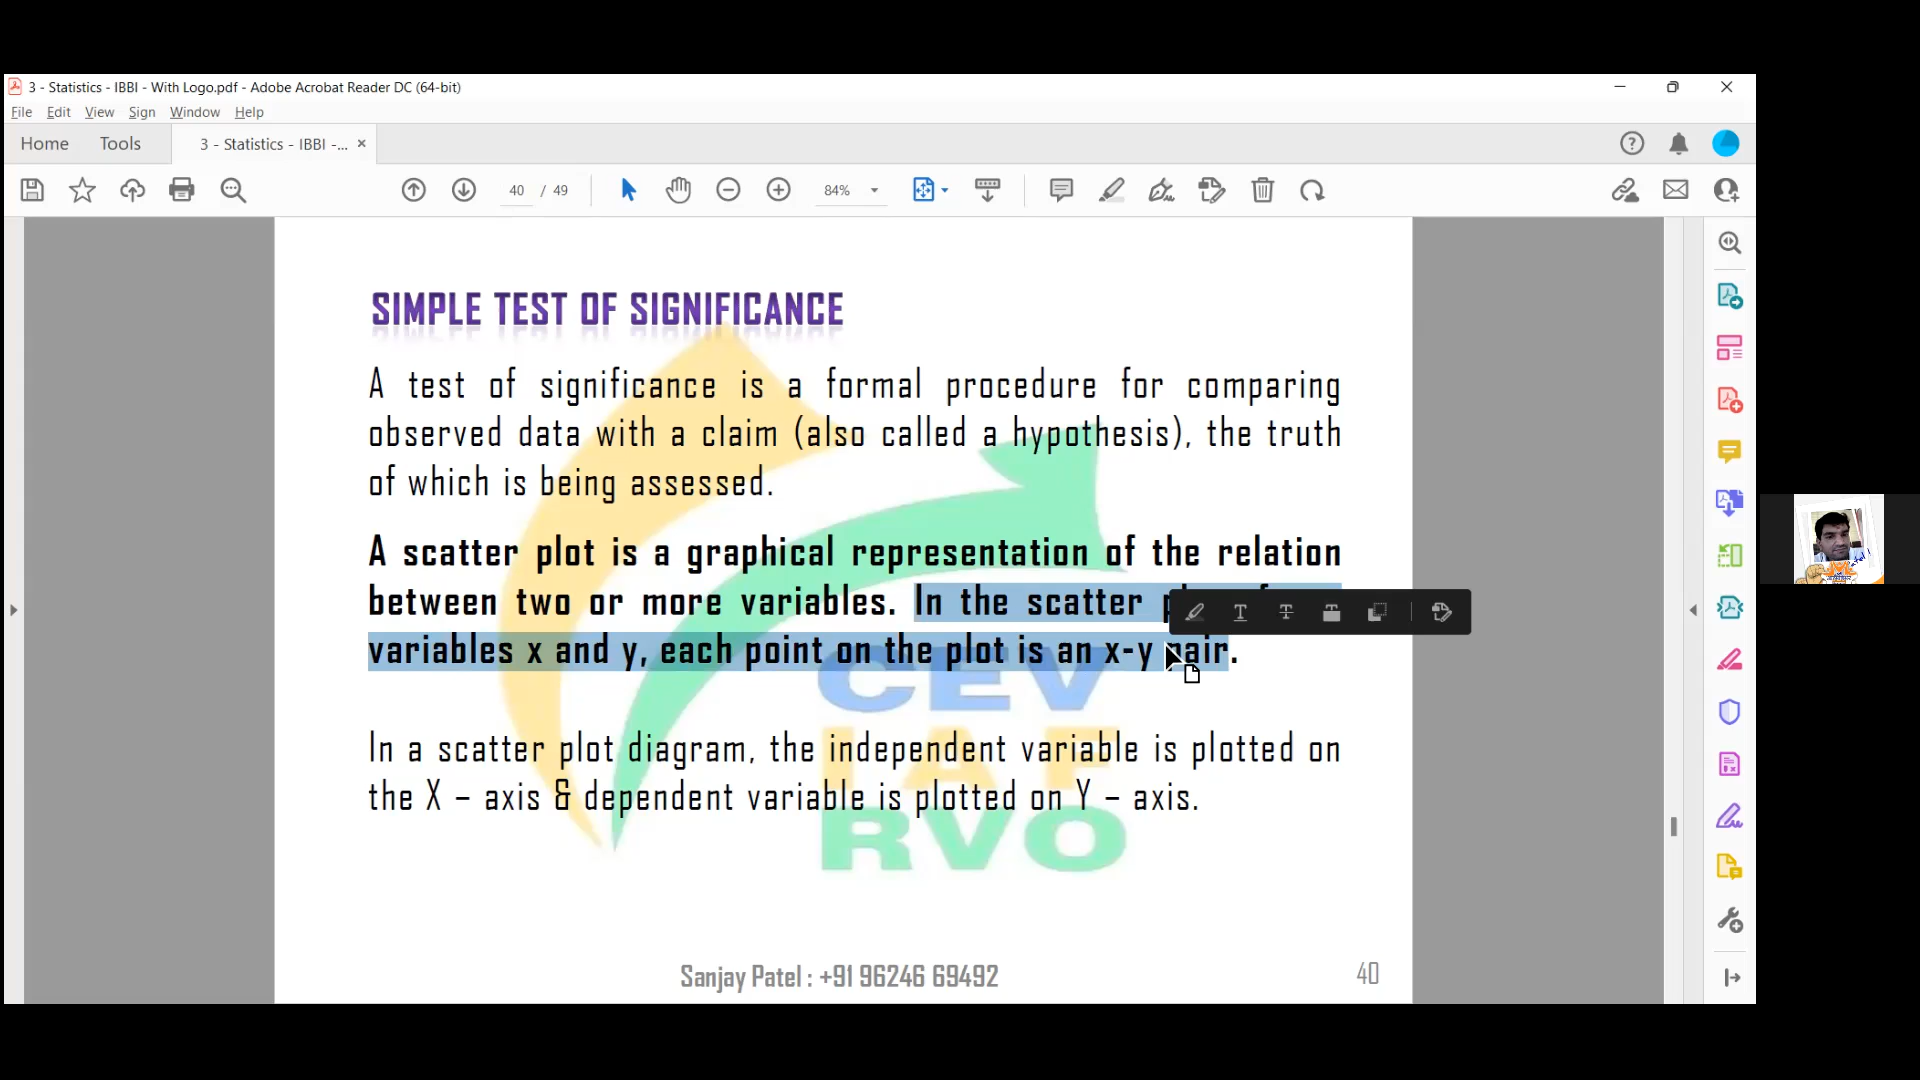 3 - Statistics - IBBI - With Logo.pdf - Adobe Acrobat Reader DC (64-bit)
File Edit View Sign Window Help
Home Tools 3 - Statistics - IBBI -... ×
40 / 49 84%
SIMPLE TEST OF SIGNIFICANCE
A test of significance is a formal procedure for comparing
observed data with a claim (also called a hypothesis), the truth
of which is being assessed.
A scatter plot is a graphical representation of the relation
between two or more variables. In the scatter
variables x and y, each point on the plot is an x-y pair.
In a scatter plot diagram, the independent variable is plotted on
the X – axis & dependent variable is plotted on Y – axis.
CEV
IAF
RVO
Sanjay Patel : +91 96246 69492
40